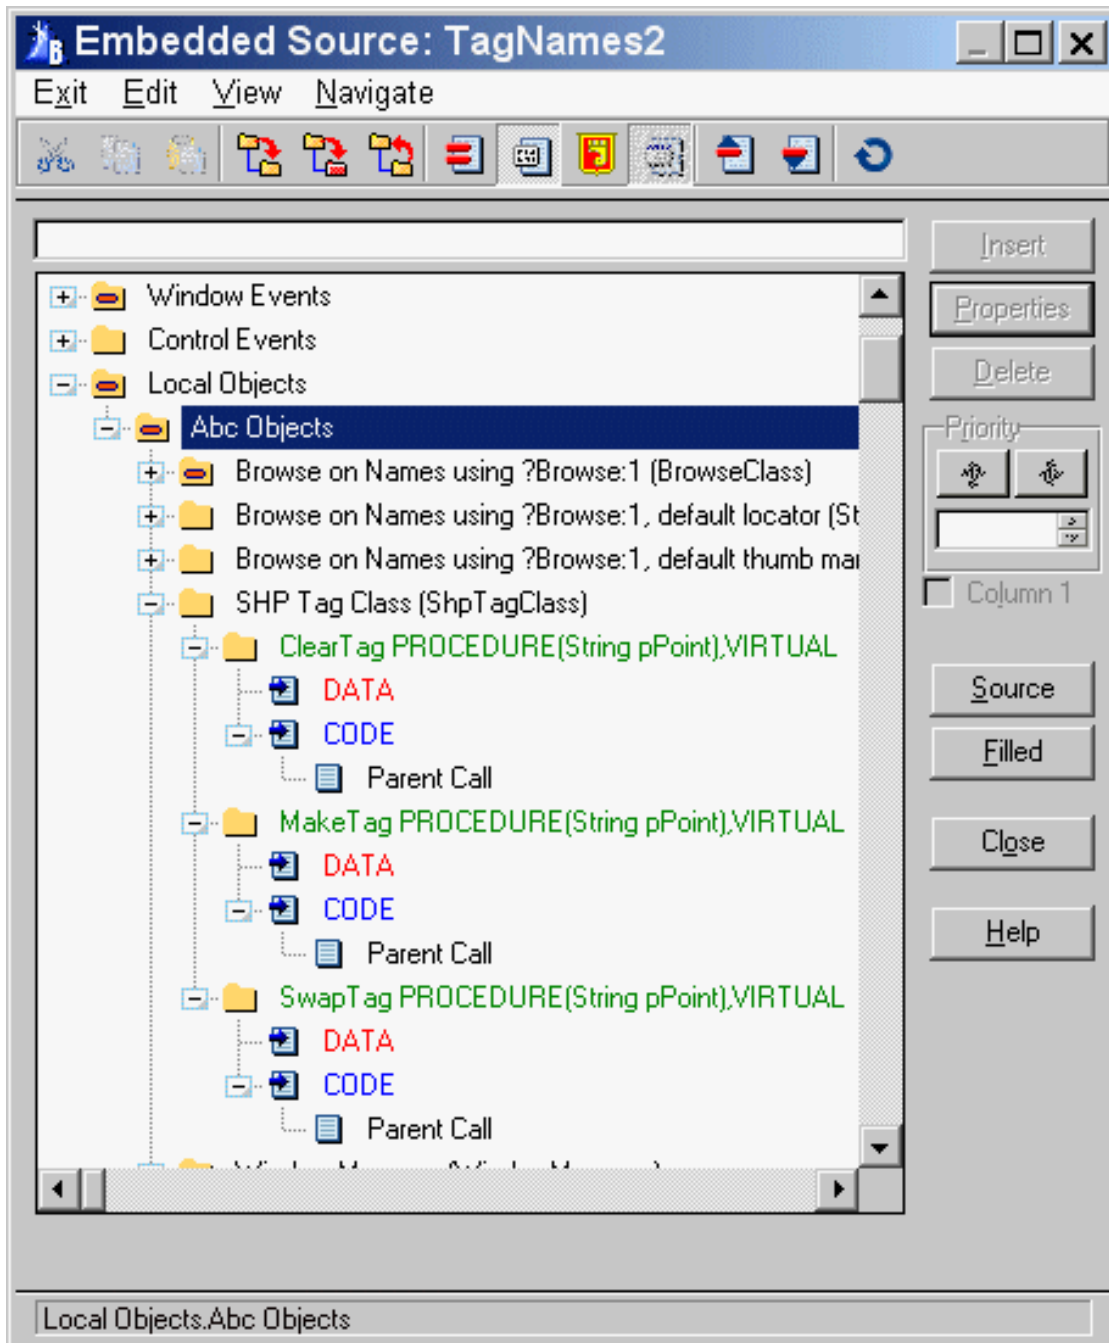 Embedded Source: TagNames2
Exit Edit View Navigate
Insert
Window Events
Properties
Control Events
Delete
Local Objects
Abc Objects
Priority
Browse on Names using ?Browse:1 (BrowseClass)
Browse on Names using ?Browse:1, default locator (St
Browse on Names using ?Browse:1, default thumb mar
Column 1
SHP Tag Class (ShpTagClass)
ClearTag PROCEDURE(String pPoint),VIRTUAL
DATA
Source
CODE
Filled
Parent Call
MakeTag PROCEDURE(String pPoint),VIRTUAL
Close
DATA
CODE
Help
Parent Call
SwapTag PROCEDURE(String pPoint),VIRTUAL
DATA
CODE
Parent Call
Local Objects.Abc Objects